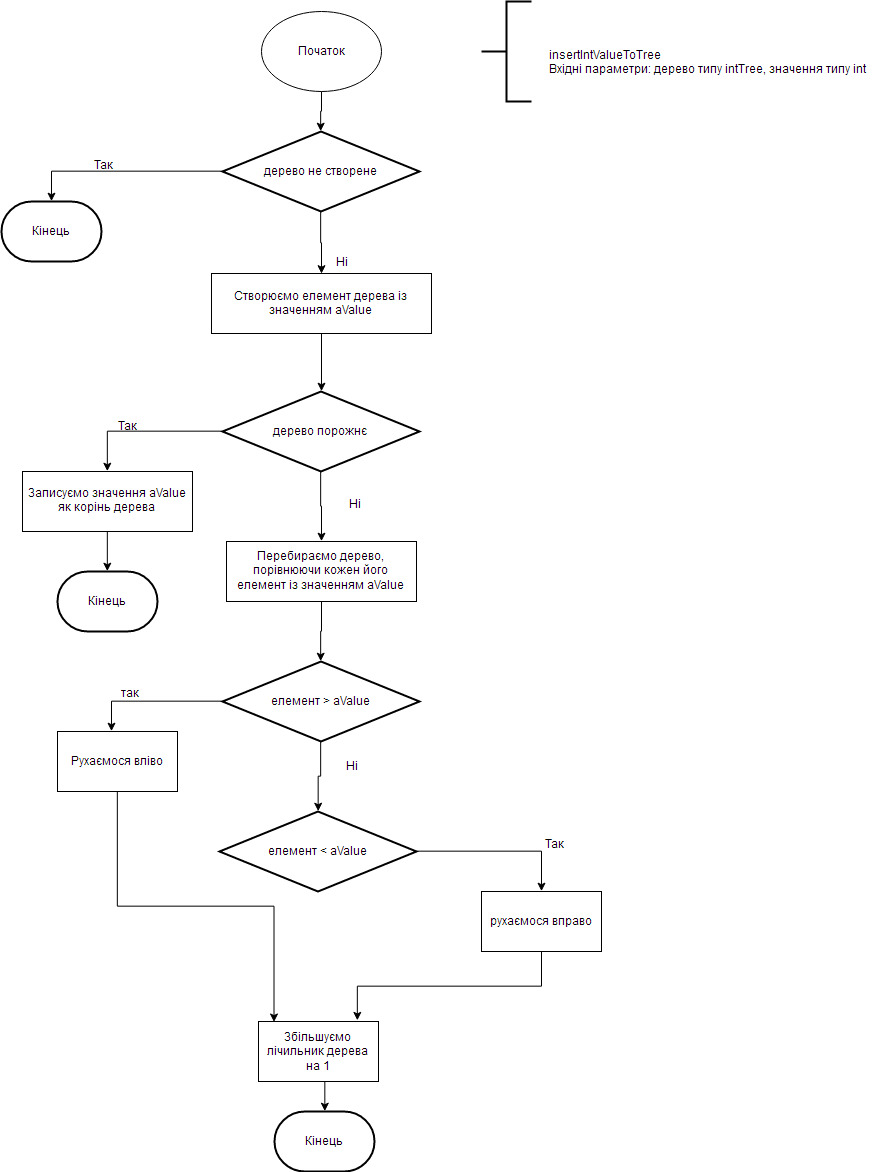 Початок
insertIntValueToTree
Вхідні параметри: дерево типу intTree, значення типу int
дерево не створене
Так
Кінець
Ні
Створюємо елемент дерева із
значенням aValue
дерево порожнє
Так
Записуємо значення aValue
як корінь дерева
Ні
Кінець
Перебираємо дерево,
порівнюючи кожен його
елемент із значенням aValue
елемент > aValue
так
Рухаємося вліво
Ні
елемент < aValue
Так
рухаємося вправо
Збільшуємо
лічильник дерева
на 1
Кінець